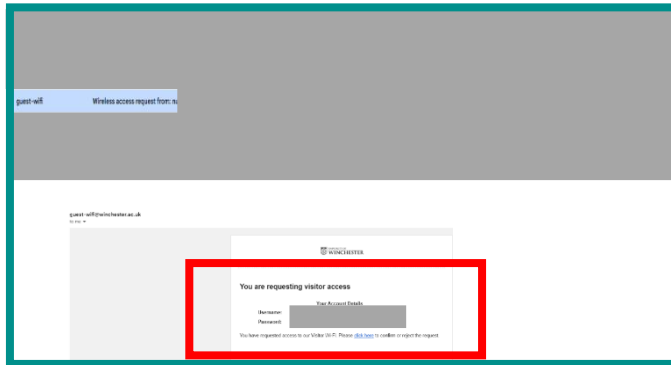 guest-wifi Wireless access request from:
guest-wifi@winchester.ac.uk
to me
WINCHESTER
You are requesting visitor access
Your Account Details
Username:
Password:
You have requested access to our Visitor Wi-Fi. Please click here to confirm or reject the request.